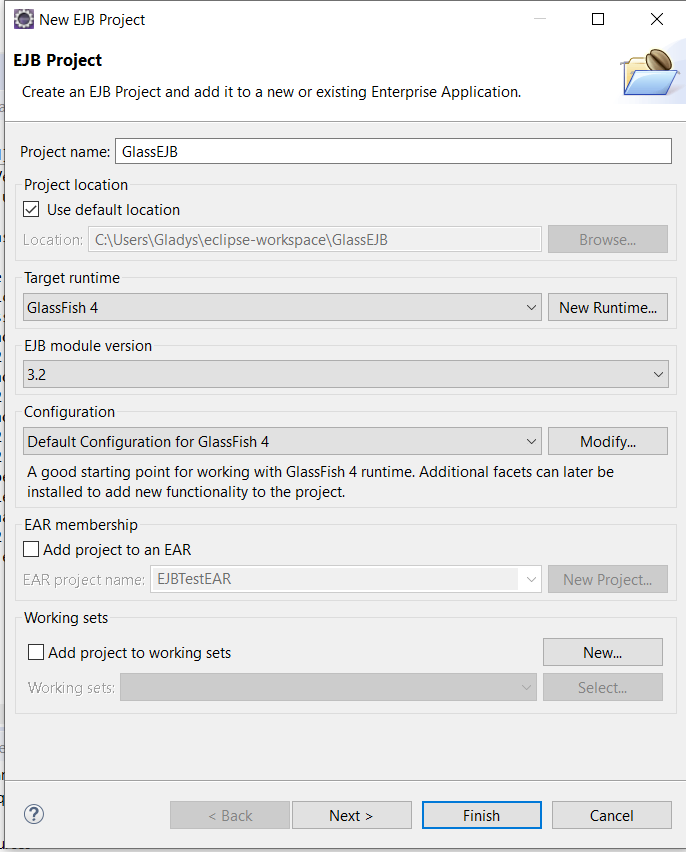 New EJB Project
EJB Project
Create an EJB Project and add it to a new or existing Enterprise Application.
Project name: GlassEJB
Project location
Use default location
Location: C:\Users\Gladys\eclipse-workspace\GlassEJB Browse...
Target runtime
GlassFish 4 New Runtime...
EJB module version
3.2
Configuration
Default Configuration for GlassFish 4 Modify...
A good starting point for working with GlassFish 4 runtime. Additional facets can later be
installed to add new functionality to the project.
EAR membership
Add project to an EAR
EAR project name: EJBTestEAR New Project...
Working sets
Add project to working sets New...
Working sets: Select...
? < Back Next > Finish Cancel